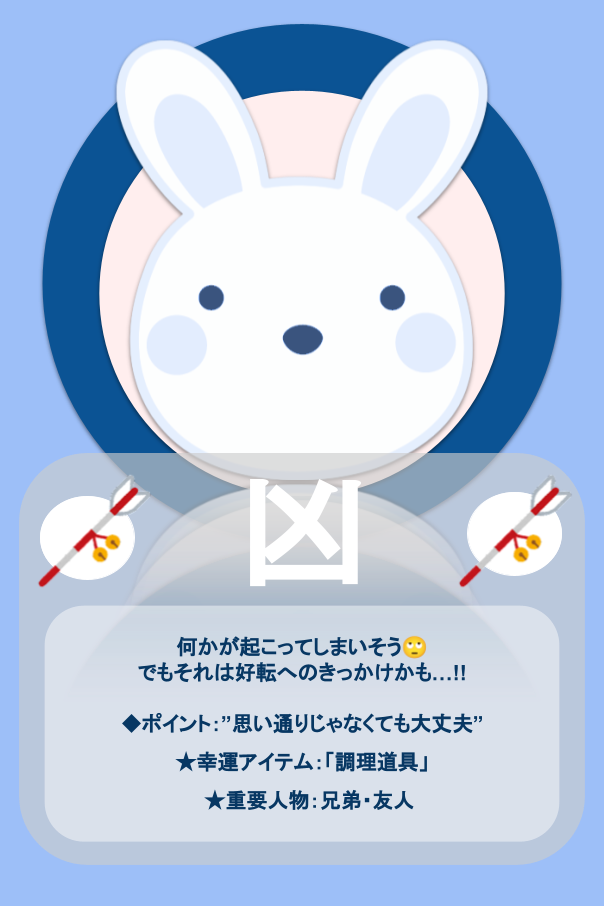 凶
何かが起こってしまいそう🙄
でもそれは好転へのきっかけかも…!!
◆ポイント：”思い通りじゃなくても大丈夫”
★幸運アイテム：「調理道具」
★重要人物：兄弟・友人